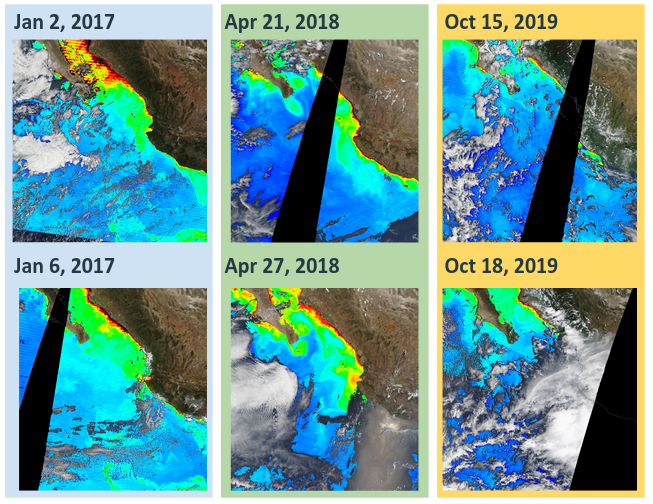 Jan 2, 2017
Apr 21, 2018
Oct 15, 2019
Jan 6, 2017
Apr 27, 2018
Oct 18, 2019